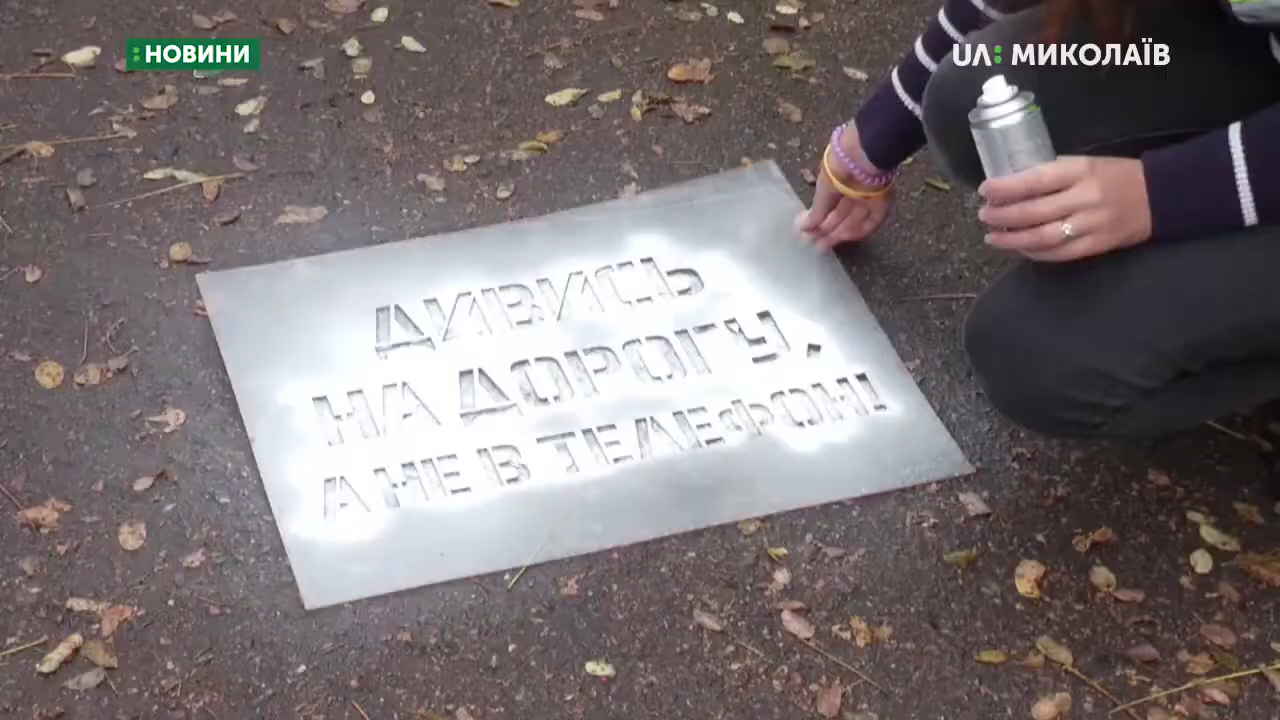 :НОВИНИ
UA: МИКОЛАЇВ
ДИВИСЬ
НА ДОРОГУ,
А НЕ В ТЕЛЕФОН!